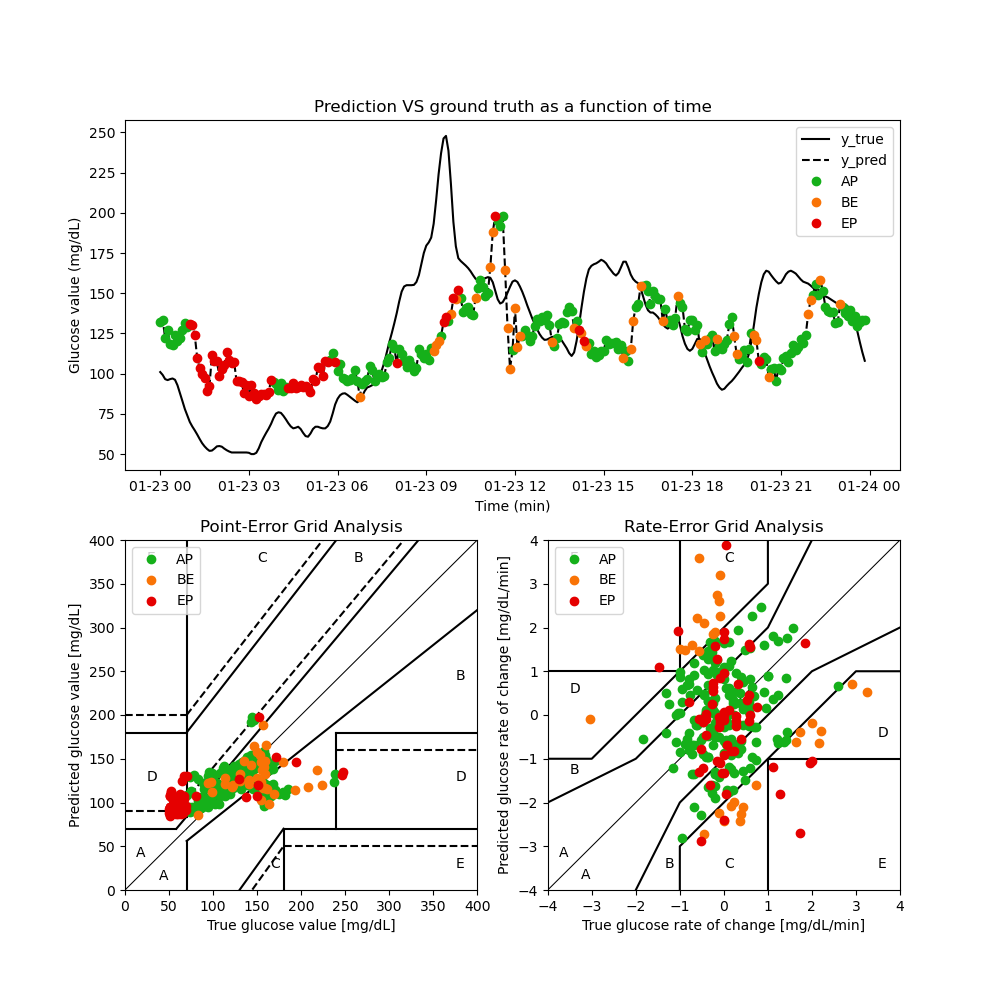 Prediction VS ground truth as a function of time
Glucose value (mg/dL)
250
225
200
175
150
125
100
75
50
y_true
y_pred
AP
BE
EP
01-23 00 01-23 03 01-23 06 01-23 09 01-23 12 01-23 15 01-23 18 01-23 21 01-24 00
Time (min)
Point-Error Grid Analysis
Predicted glucose value [mg/dL]
400
350
300
250
200
150
100
50
0
AP
BE
EP
C
B
B
D
D
A
A
C
E
0 50 100 150 200 250 300 350 400
True glucose value [mg/dL]
Rate-Error Grid Analysis
Predicted glucose rate of change [mg/dL/min]
4
3
2
1
0
−1
−2
−3
−4
AP
BE
EP
C
D
D
B
A
A
B
C
E
−4 −3 −2 −1 0 1 2 3 4
True glucose rate of change [mg/dL/min]